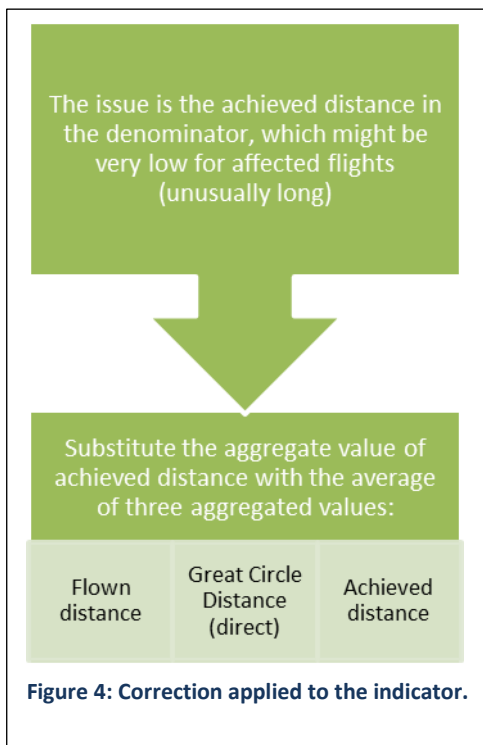 The issue is the achieved distance in
the denominator, which might be
very low for affected flights
(unusually long)
Substitute the aggregate value of
achieved distance with the average
of three aggregated values:
Flown
distance
Great Circle
Distance
(direct)
Achieved
distance
Figure 4: Correction applied to the indicator.